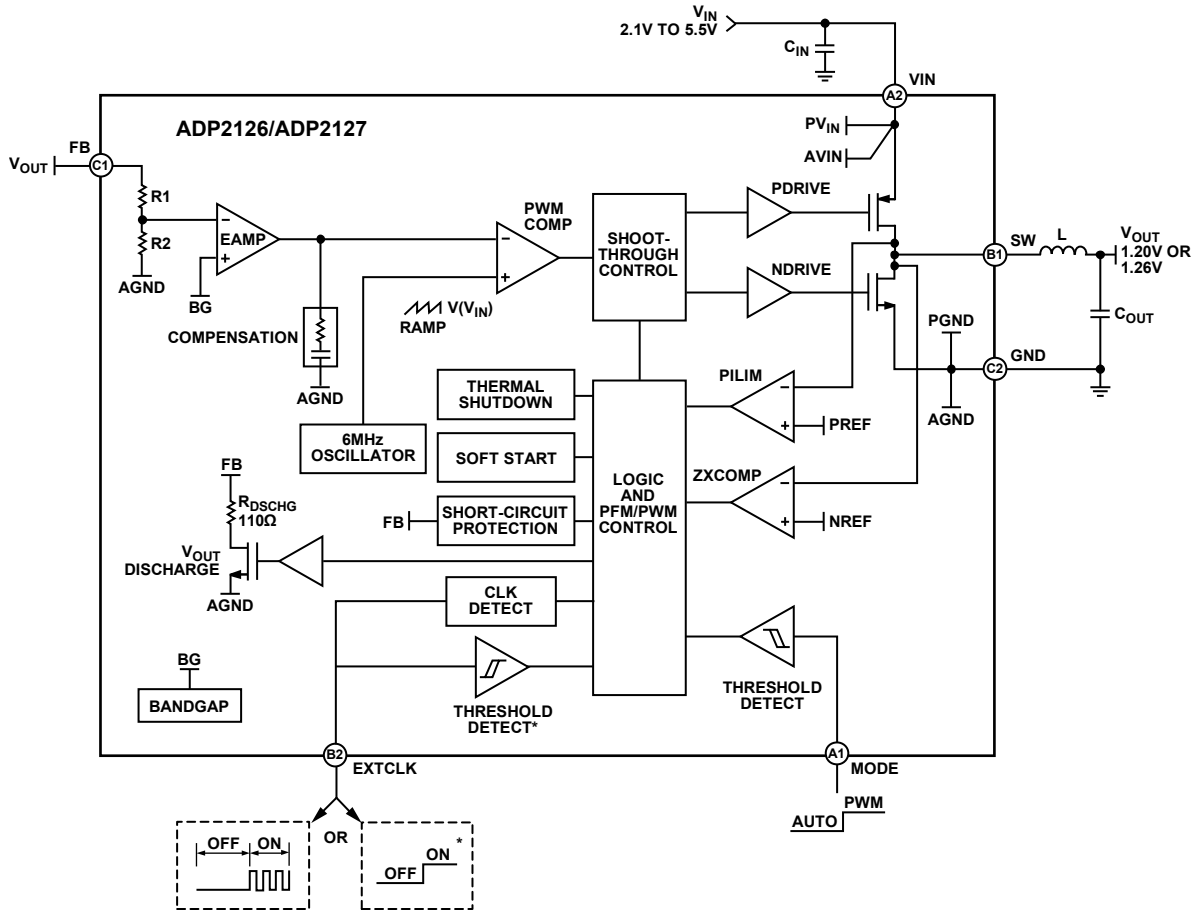 VIN
2.1V TO 5.5V
CIN
VIN
A2
ADP2126/ADP2127
PVIN
AVIN
FB
VOUT
C1
R1
R2
AGND
EAMP
BG
COMPENSATION
AGND
PWM
COMP
RAMP
V(VIN)
6MHz
OSCILLATOR
SHOOT-
THROUGH
CONTROL
PDRIVE
NDRIVE
SW
B1
L
VOUT
1.20V OR
1.26V
COUT
PGND
GND
C2
AGND
THERMAL
SHUTDOWN
SOFT START
FB
SHORT-CIRCUIT
PROTECTION
LOGIC
AND
PFM/PWM
CONTROL
PILIM
PREF
ZXCOMP
NREF
FB
RDSCHG
110Ω
VOUT
DISCHARGE
AGND
CLK
DETECT
THRESHOLD
DETECT*
THRESHOLD
DETECT
BG
BANDGAP
B2
EXTCLK
A1
MODE
OFF
ON
OR
OFF
ON
*
AUTO
PWM